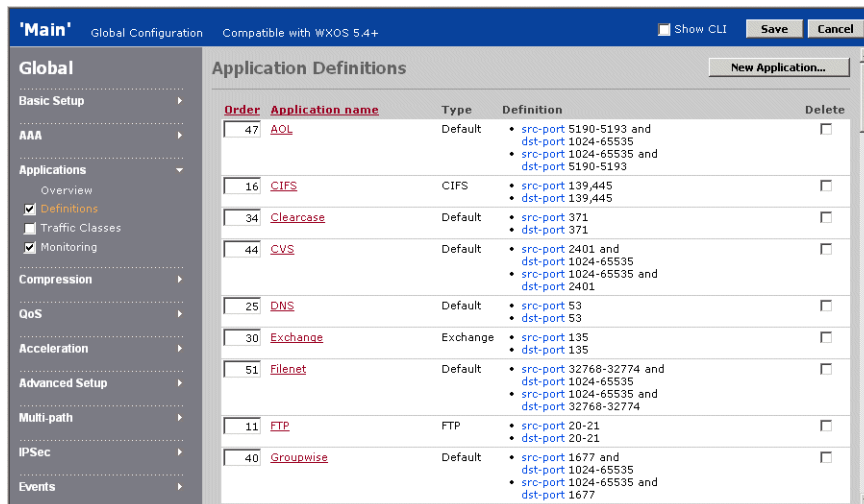 'Main' Global Configuration Compatible with WXOS 5.4+ Show CLI Save Cancel
Global
Basic Setup
AAA
Applications
Overview
Definitions
Traffic Classes
Monitoring
Compression
QoS
Acceleration
Advanced Setup
Multi-path
IPSec
Events
Application Definitions New Application...
Order Application name Type Definition Delete
47 AOL Default • src-port 5190-5193 and
dst-port 1024-65535
• src-port 1024-65535 and
dst-port 5190-5193
16 CIFS CIFS • src-port 139,445
• dst-port 139,445
34 Clearcase Default • src-port 371
• dst-port 371
44 CVS Default • src-port 2401 and
dst-port 1024-65535
• src-port 1024-65535 and
dst-port 2401
25 DNS Default • src-port 53
• dst-port 53
30 Exchange Exchange • src-port 135
• dst-port 135
51 Filenet Default • src-port 32768-32774 and
dst-port 1024-65535
• src-port 1024-65535 and
dst-port 32768-32774
11 FTP FTP • src-port 20-21
• dst-port 20-21
40 Groupwise Default • src-port 1677 and
dst-port 1024-65535
• src-port 1024-65535 and
dst-port 1677